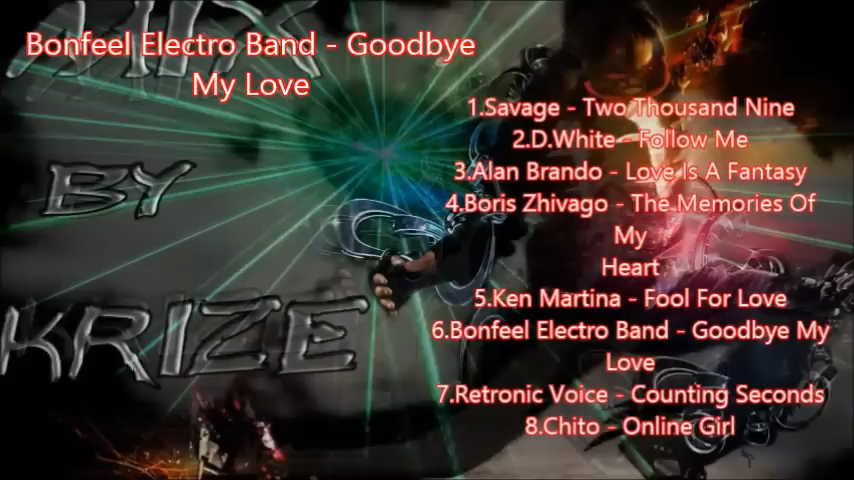 Bonfeel Electro Band - Goodbye
My Love
MIX
BY
KRIZE
1.Savage - Two Thousand Nine
2.D.White - Follow Me
3.Alan Brando - Love Is A Fantasy
4.Boris Zhivago - The Memories Of
My
Heart
5.Ken Martina - Fool For Love
6.Bonfeel Electro Band - Goodbye My
Love
7.Retronic Voice - Counting Seconds
8.Chito - Online Girl